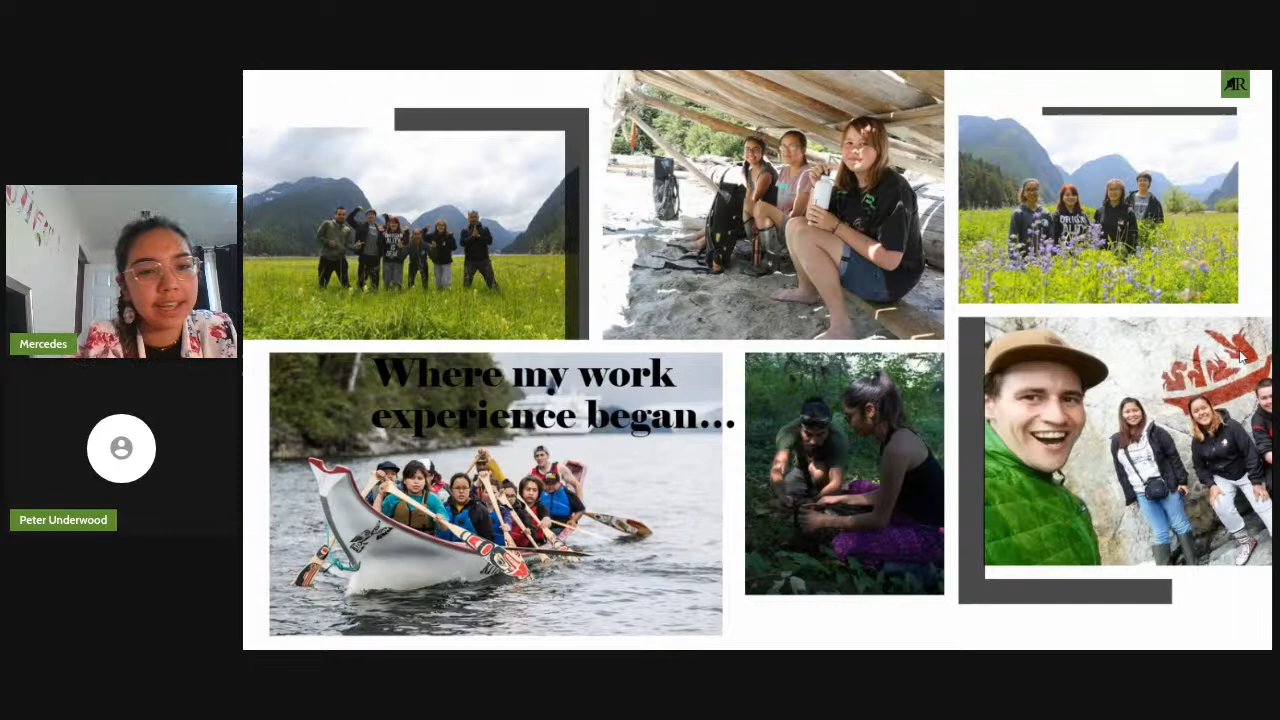 Mercedes
Peter Underwood
Where my work
experience began...